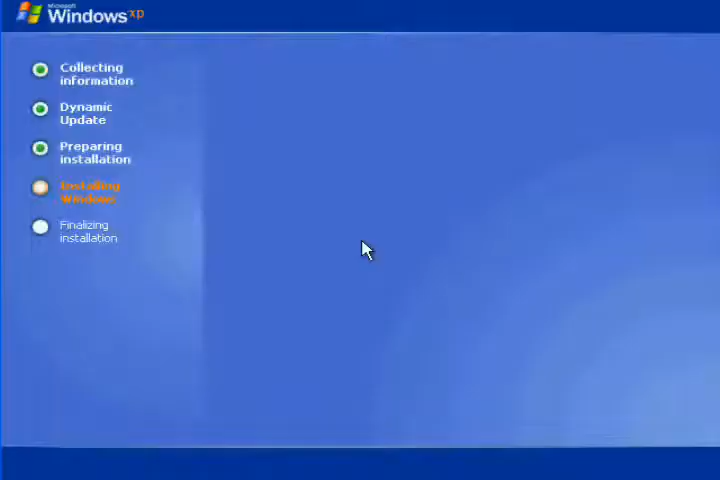 Microsoft
Windows xp
Collecting
information
Dynamic
Update
Preparing
installation
Installing
Windows
Finalizing
installation